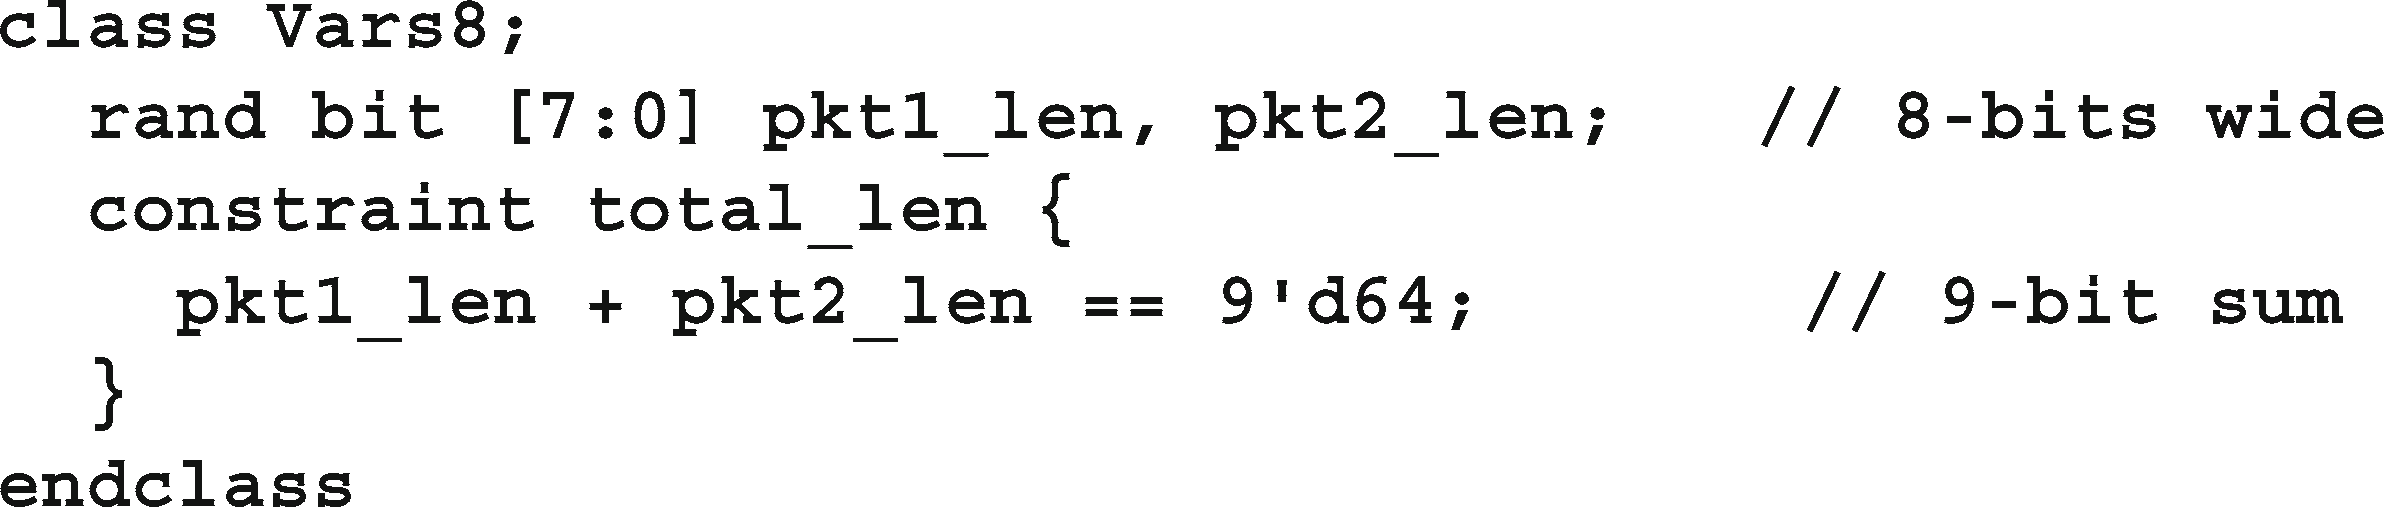 class Vars8;
  rand bit [7:0] pkt1_len, pkt2_len;   // 8-bits wide
  constraint total_len {
    pkt1_len + pkt2_len == 9'd64;       // 9-bit sum
  }
endclass